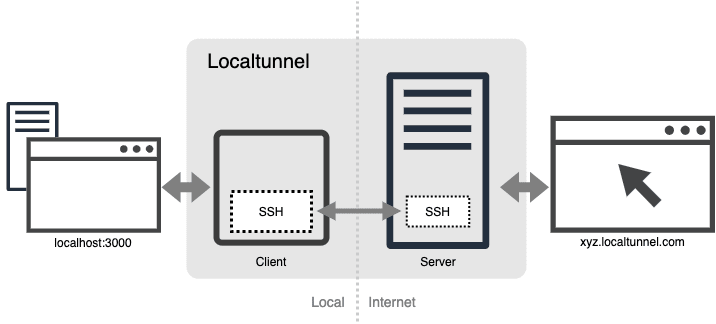 Localtunnel
SSH
SSH
localhost:3000
Client
Server
xyz.localtunnel.com
Local
Internet